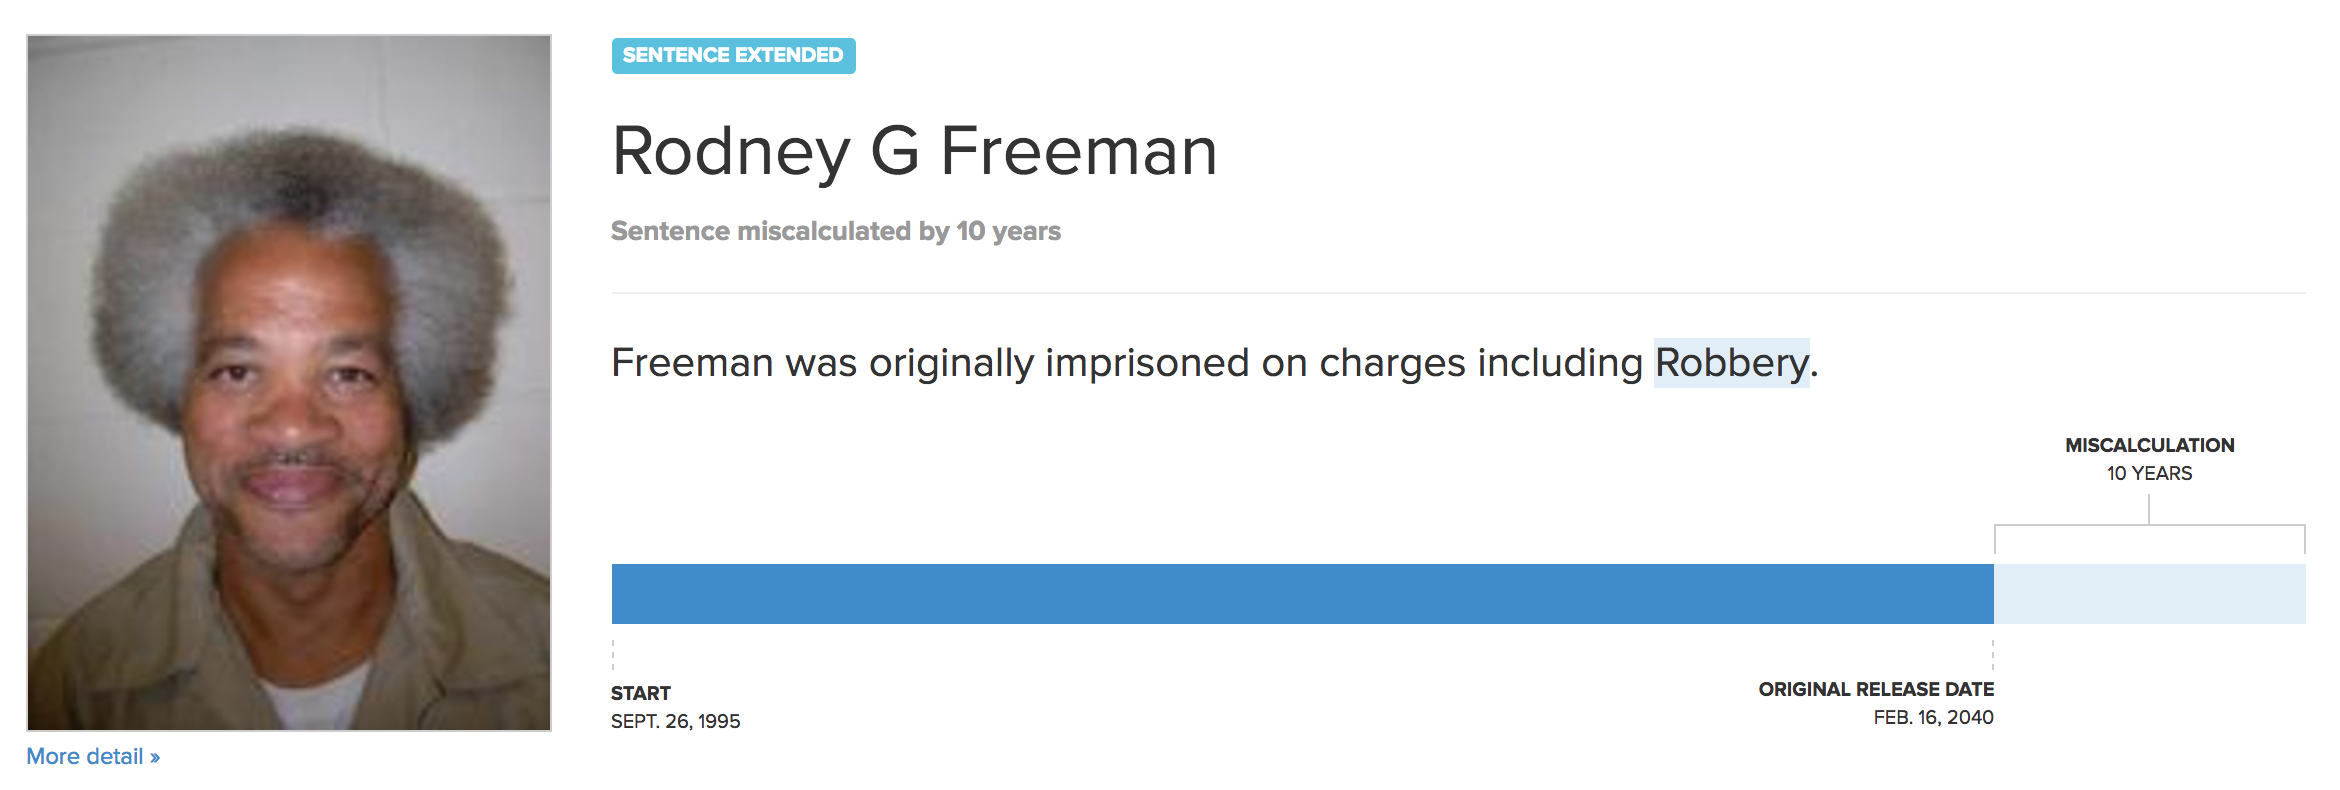 SENTENCE EXTENDED
Rodney G Freeman
Sentence miscalculated by 10 years
Freeman was originally imprisoned on charges including Robbery.
MISCALCULATION
10 YEARS
START
SEPT. 26, 1995
ORIGINAL RELEASE DATE
FEB. 16, 2040
More detail »